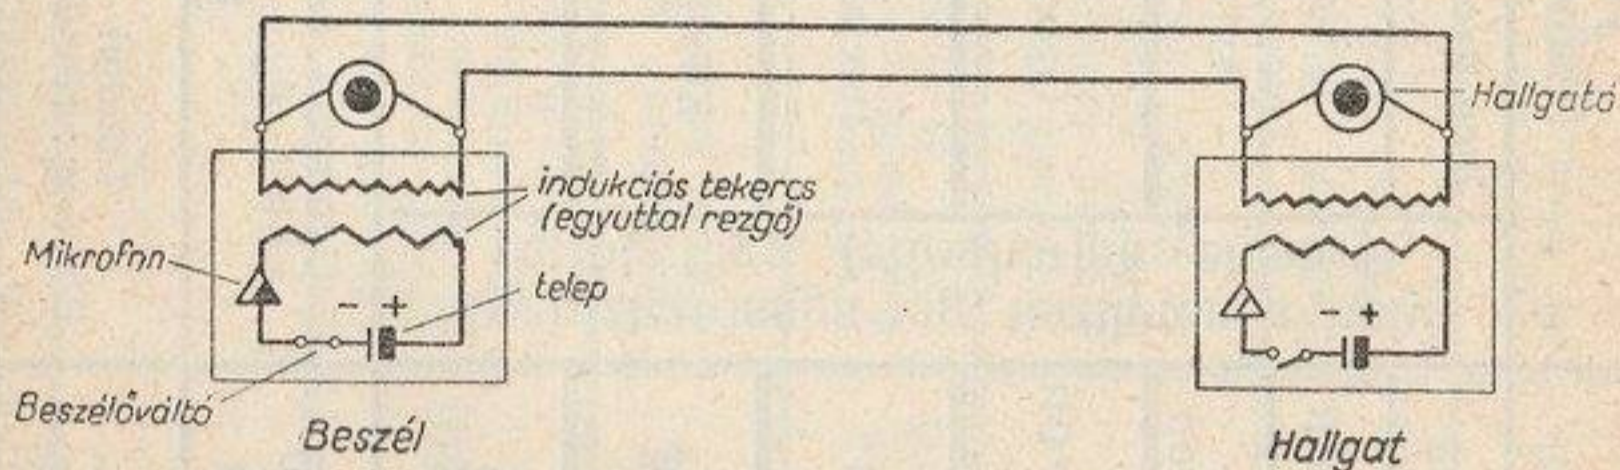 Hallgató
indukciós tekercs
(egyuttal rezgő)
Mikrofnn
telep
- +
- +
Beszélőváltó
Beszél
Hallgat